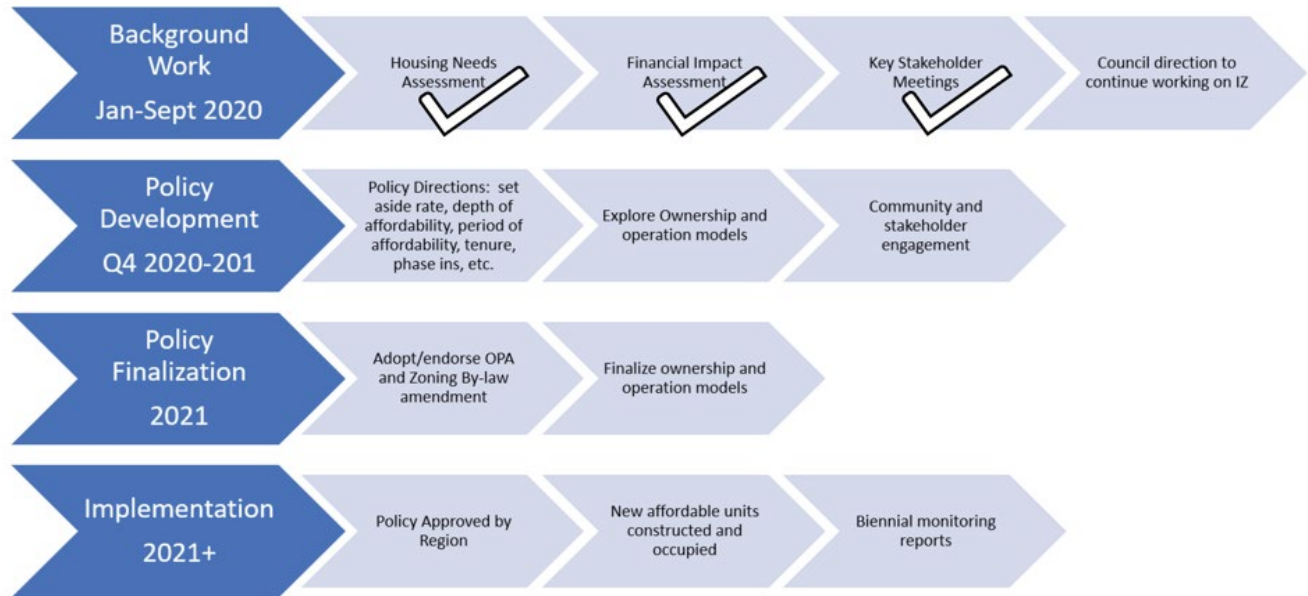 Background
Work
Jan-Sept 2020
Housing Needs
Assessment
Financial Impact
Assessment
Key Stakeholder
Meetings
Council direction to
continue working on IZ
Policy
Development
Q4 2020-201
Policy Directions: set
aside rate, depth of
affordability, period of
affordability, tenure,
phase ins, etc.
Explore Ownership and
operation models
Community and
stakeholder
engagement
Policy
Finalization
2021
Adopt/endorse OPA
and Zoning By-law
amendment
Finalize ownership and
operation models
Implementation
2021+
Policy Approved by
Region
New affordable units
constructed and
occupied
Biennial monitoring
reports